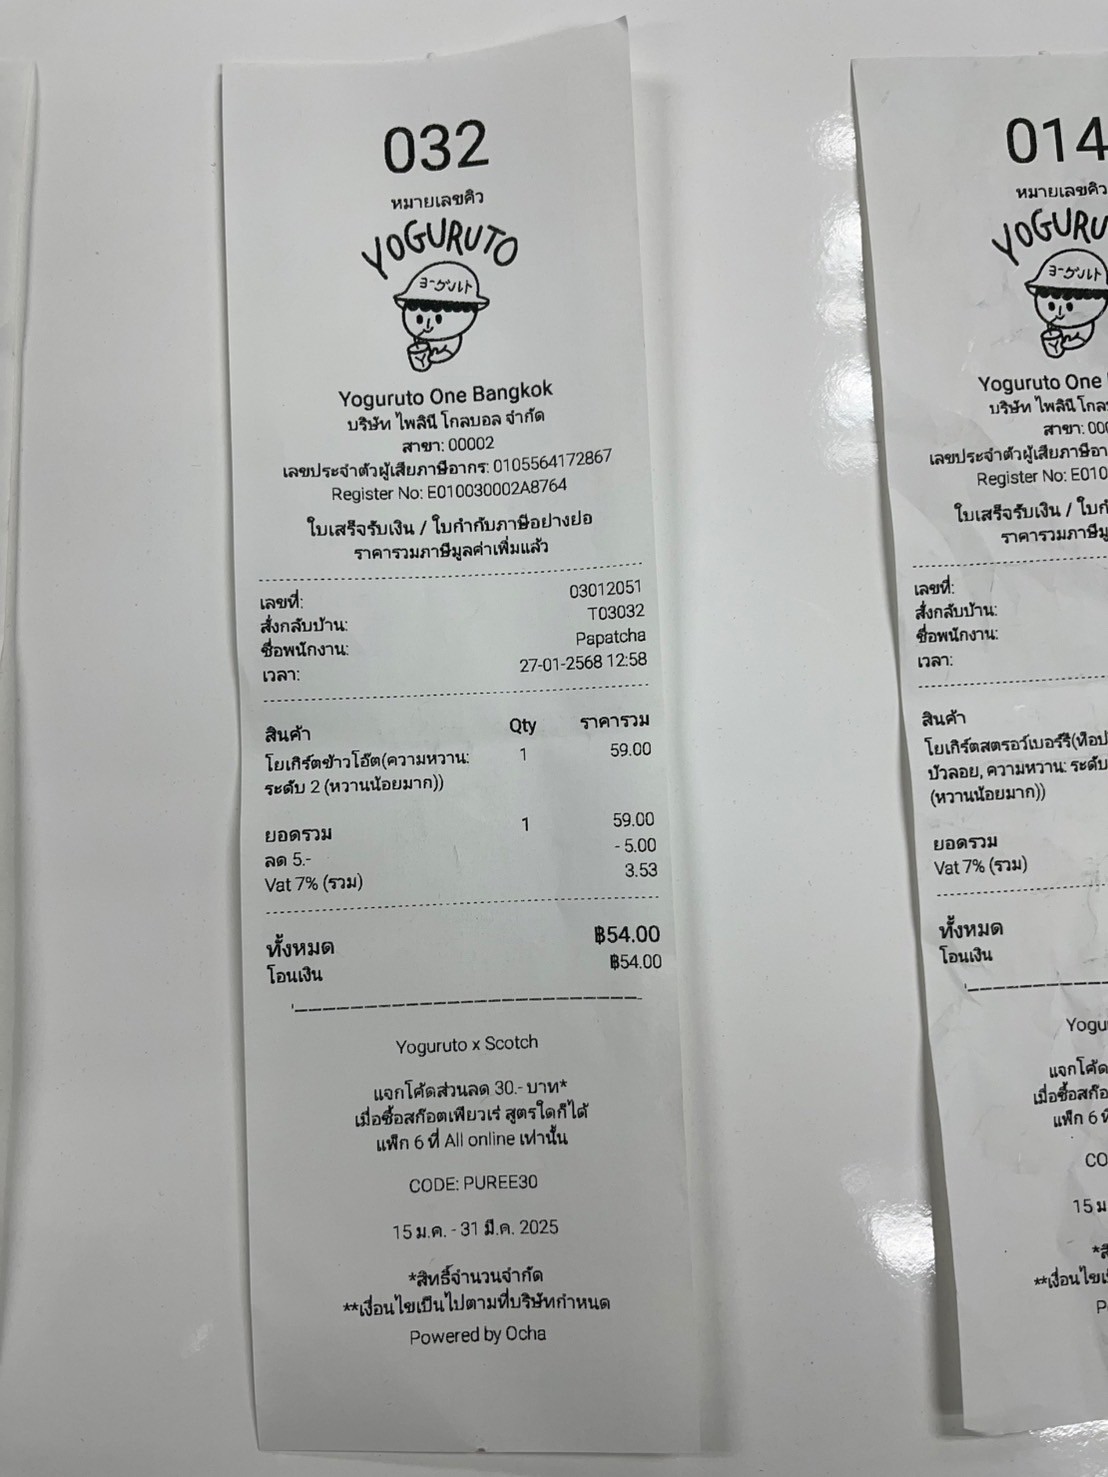 032
หมายเลขคิว
YOGURUTO
ヨーグルト
Yoguruto One Bangkok
บริษัท ไพลินี โกลบอล จำกัด
สาขา: 00002
เลขประจำตัวผู้เสียภาษีอากร: 0105564172867
Register No: E010030002A8764
ใบเสร็จรับเงิน / ใบกำกับภาษีอย่างย่อ
ราคารวมภาษีมูลค่าเพิ่มแล้ว
เลขที่: 03012051
สั่งกลับบ้าน: T03032
ชื่อพนักงาน: Papatcha
เวลา: 27-01-2568 12:58
สินค้า Qty ราคารวม
โยเกิร์ตข้าวโอ๊ต(ความหวาน: 1 59.00
ระดับ 2 (หวานน้อยมาก))
ยอดรวม 1 59.00
ลด 5.- - 5.00
Vat 7% (รวม) 3.53
ทั้งหมด ฿54.00
โอนเงิน ฿54.00
Yoguruto x Scotch
แจกโค้ดส่วนลด 30.- บาท*
เมื่อซื้อสก๊อตเพียวเร่ สูตรใดก็ได้
แพ็ก 6 ที่ All online เท่านั้น
CODE: PUREE30
15 ม.ค. - 31 มี.ค. 2025
*สิทธิ์จำนวนจำกัด
**เงื่อนไขเป็นไปตามที่บริษัทกำหนด
Powered by Ocha
014
หมายเลขคิว
YOGURU
ヨーグルト
Yoguruto One
บริษัท ไพลินี
สาขา:
เลขประจำตัวผู้เสียภาษีอา
Register No: E010
ใบเสร็จรับเงิน /
ราคารวมภาษีมู
เลขที่:
สั่งกลับบ้าน:
ชื่อพนักงาน:
เวลา:
สินค้า
โยเกิร์ตสตรอว์เบอร์รี่(ท็อป
บัวลอย, ความหวาน: ระดับ
(หวานน้อยมาก))
ยอดรวม
Vat 7% (รวม)
ทั้งหมด
โอนเงิน
Yogu
แจกโค้ด
เมื่อซื้อสก๊อ
แพ็ก 6
CO
15 ม
**เงื่อนไข